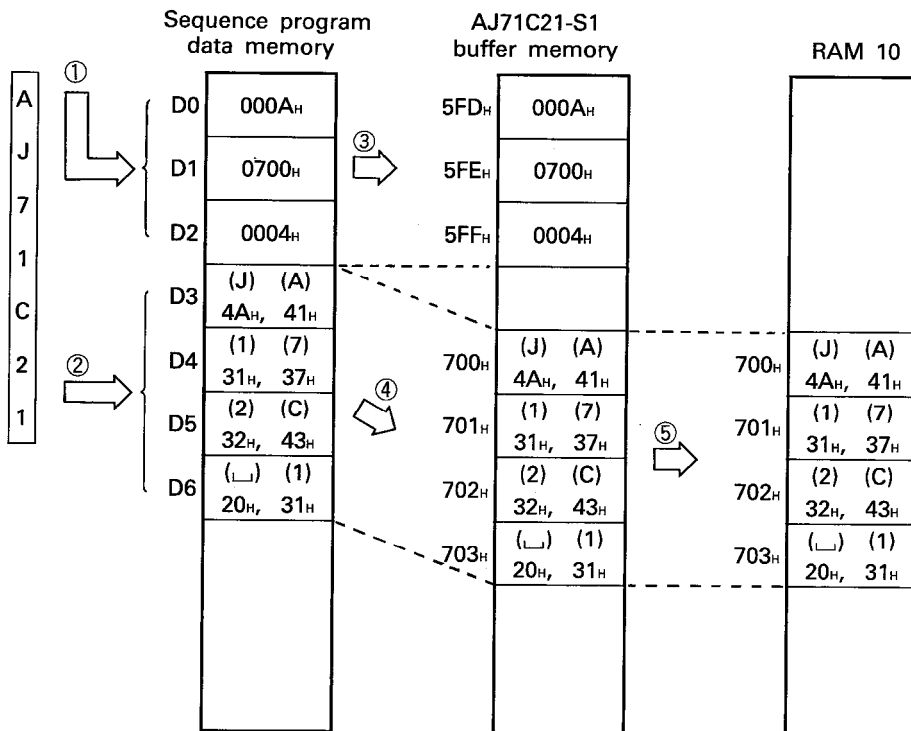 Sequence program
data memory
AJ71C21-S1
buffer memory
RAM 10
A
J
7
1
C
2
1
①
②
D0 000AH
D1 0700H
D2 0004H
D3 (J) (A)
4AH, 41H
D4 (1) (7)
31H, 37H
D5 (2) (C)
32H, 43H
D6 (⎵) (1)
20H, 31H
③
④
5FDH 000AH
5FEH 0700H
5FFH 0004H
700H (J) (A)
4AH, 41H
701H (1) (7)
31H, 37H
702H (2) (C)
32H, 43H
703H (⎵) (1)
20H, 31H
⑤
700H (J) (A)
4AH, 41H
701H (1) (7)
31H, 37H
702H (2) (C)
32H, 43H
703H (⎵) (1)
20H, 31H